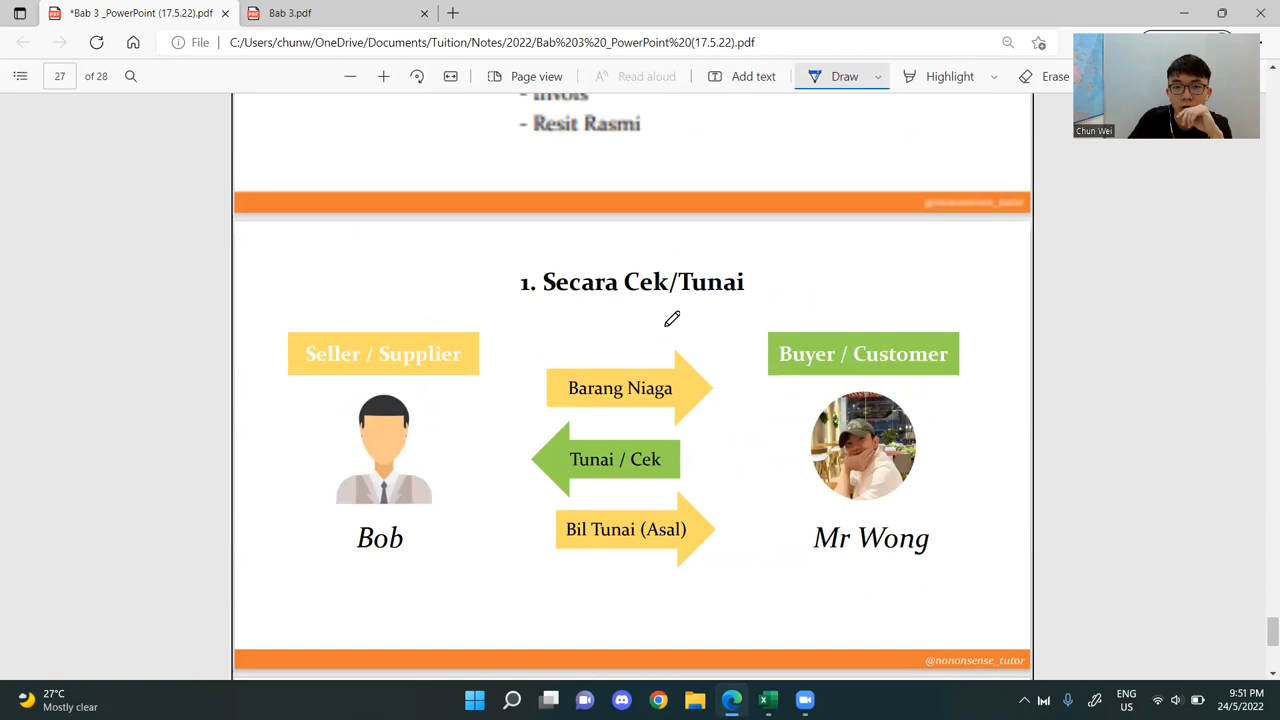 *Bab 3 _PowerPoint (17.5.22).pdf
Bab 3.pdf
File
C:/Users/chunw/OneDrive/Documents/Tuition/Notes/2022/Bab%203%20_PowerPoint%20(17.5.22).pdf
27 of 28
Page view
Read aloud
Add text
Draw
Highlight
Erase
Chun Wei
- Invois
- Resit Rasmi
@nononsense_tutor
1. Secara Cek/Tunai
Seller / Supplier
Buyer / Customer
Barang Niaga
Tunai / Cek
Bil Tunai (Asal)
Bob
Mr Wong
@nononsense_tutor
27°C
Mostly clear
ENG
US
9:51 PM
24/5/2022